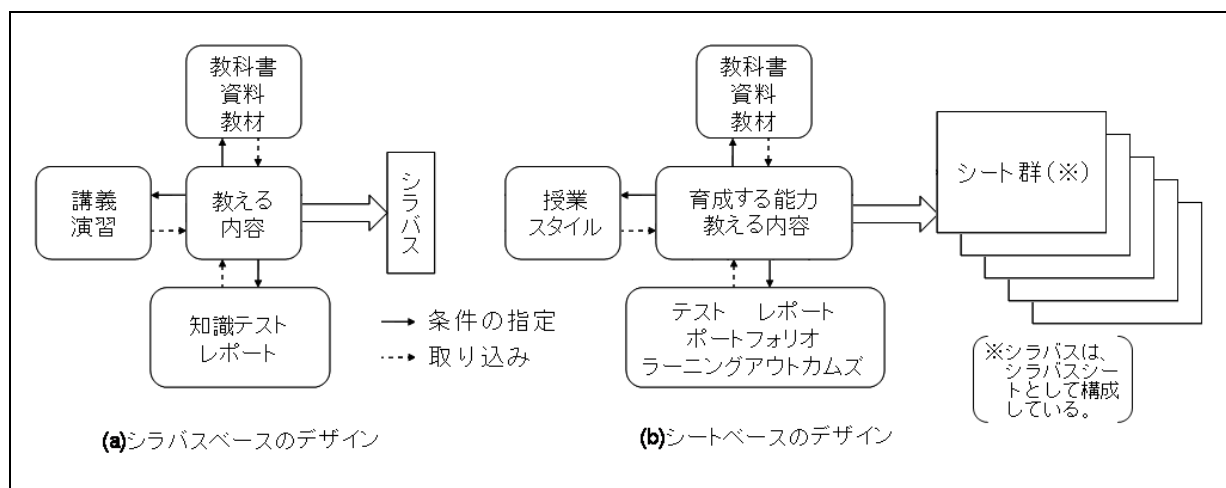 教科書
資料
教材
講義
演習
教える
内容
シラバス
知識テスト
レポート
条件の指定
取り込み
(a)シラバスベースのデザイン
教科書
資料
教材
授業
スタイル
育成する能力
教える内容
シート群(※)
テスト レポート
ポートフォリオ
ラーニングアウトカムズ
※シラバスは、
シラバスシー
トとして構成
している。
(b)シートベースのデザイン